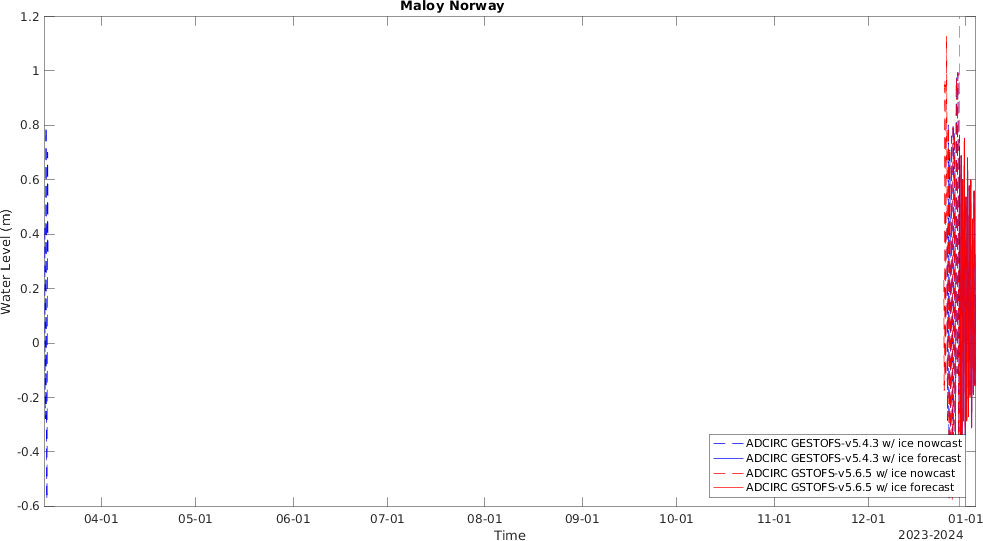 Maloy Norway
1.2
1
0.8
0.6
0.4
0.2
0
-0.2
-0.4
-0.6
Water Level (m)
04-01 05-01 06-01 07-01 08-01 09-01 10-01 11-01 12-01 01-01
Time
2023-2024
ADCIRC GESTOFS-v5.4.3 w/ ice nowcast
ADCIRC GESTOFS-v5.4.3 w/ ice forecast
ADCIRC GSTOFS-v5.6.5 w/ ice nowcast
ADCIRC GSTOFS-v5.6.5 w/ ice forecast